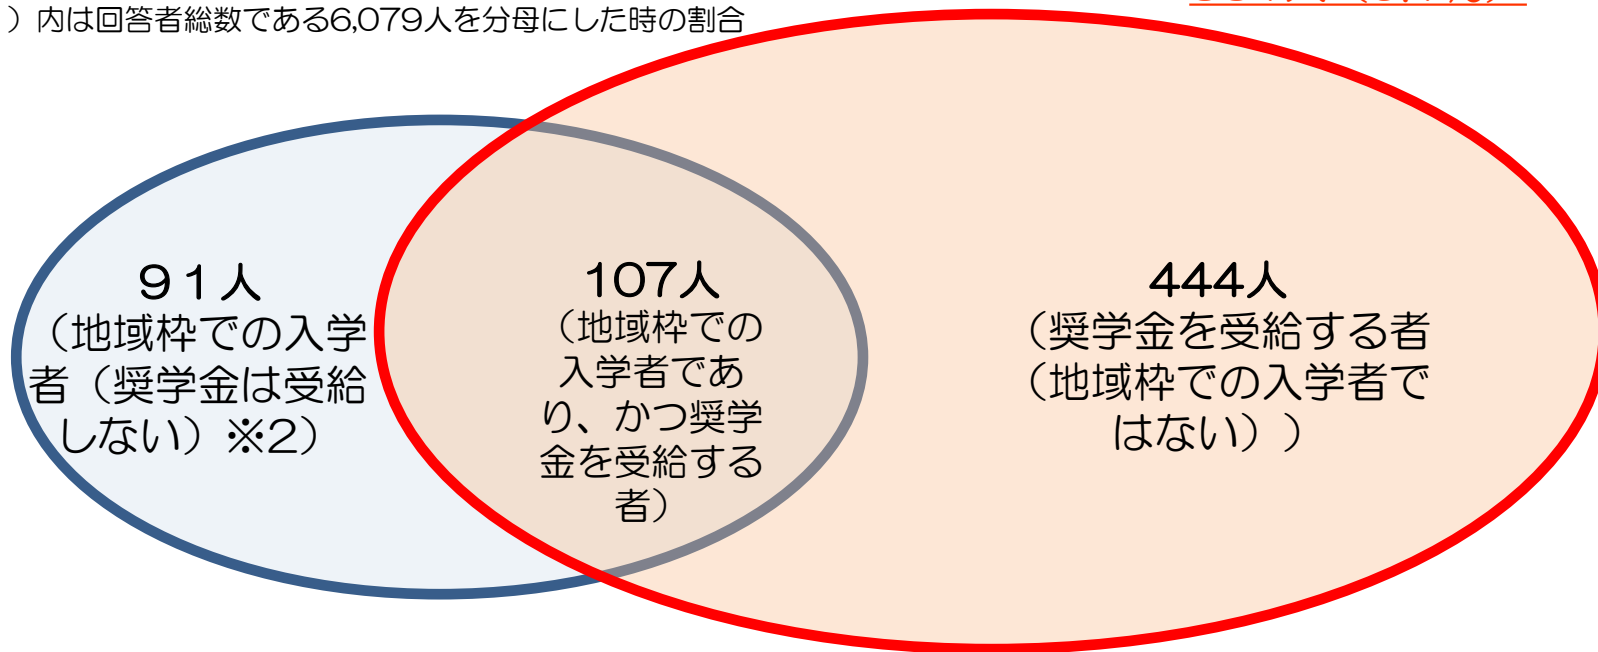 ）内は回答者総数である6,079人を分母にした時の割合
９１人
（地域枠での入学
者（奨学金は受給
しない）※2）
107人
（地域枠での
入学者であ
り、かつ奨学
金を受給する
者）
444人
（奨学金を受給する者
（地域枠での入学者で
はない））